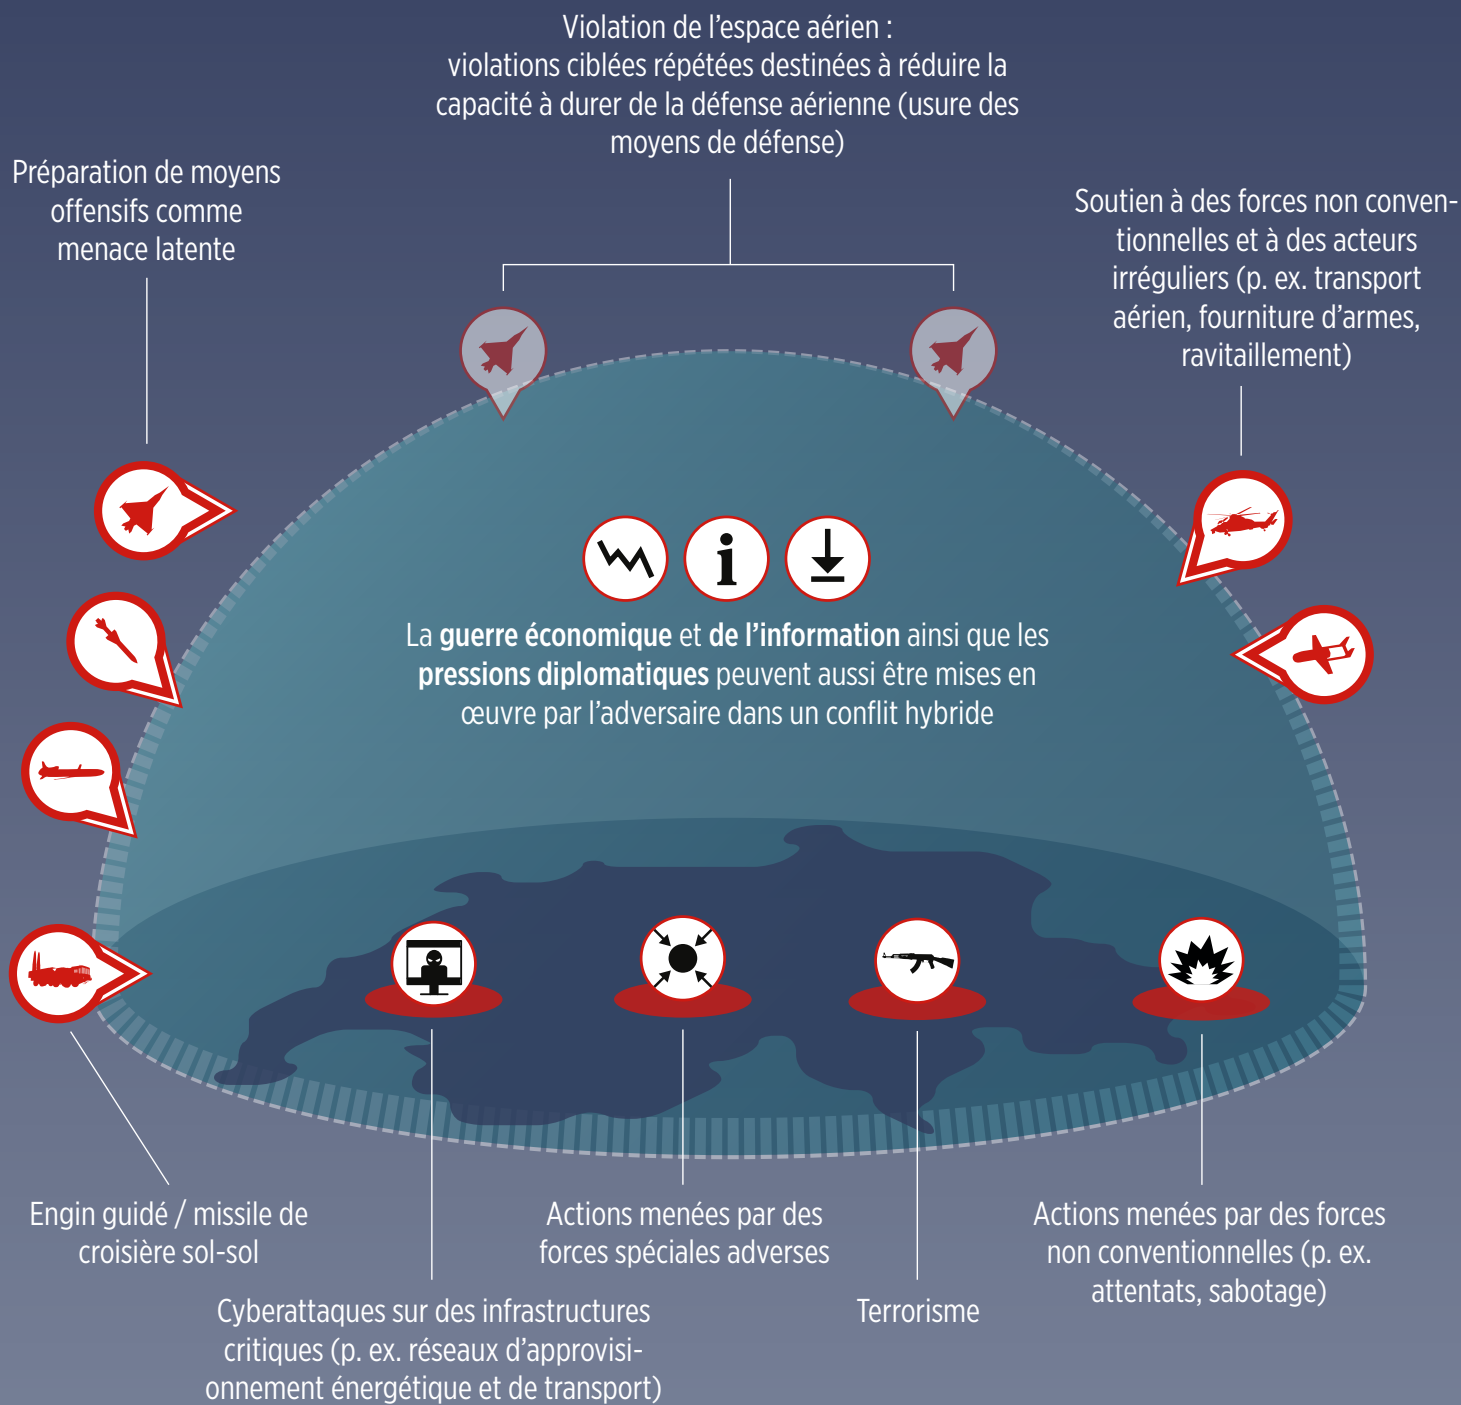 Violation de l’espace aérien :
violations ciblées répétées destinées à réduire la
capacité à durer de la défense aérienne (usure des
moyens de défense)
Préparation de moyens
offensifs comme
menace latente
Soutien à des forces non conven-
tionnelles et à des acteurs
irréguliers (p. ex. transport
aérien, fourniture d’armes,
ravitaillement)
i
La guerre économique et de l’information ainsi que les
pressions diplomatiques peuvent aussi être mises en
œuvre par l’adversaire dans un conflit hybride
Engin guidé / missile de
croisière sol-sol
Cyberattaques sur des infrastructures
critiques (p. ex. réseaux d’approvisi-
onnement énergétique et de transport)
Actions menées par des
forces spéciales adverses
Terrorisme
Actions menées par des forces
non conventionnelles (p. ex.
attentats, sabotage)